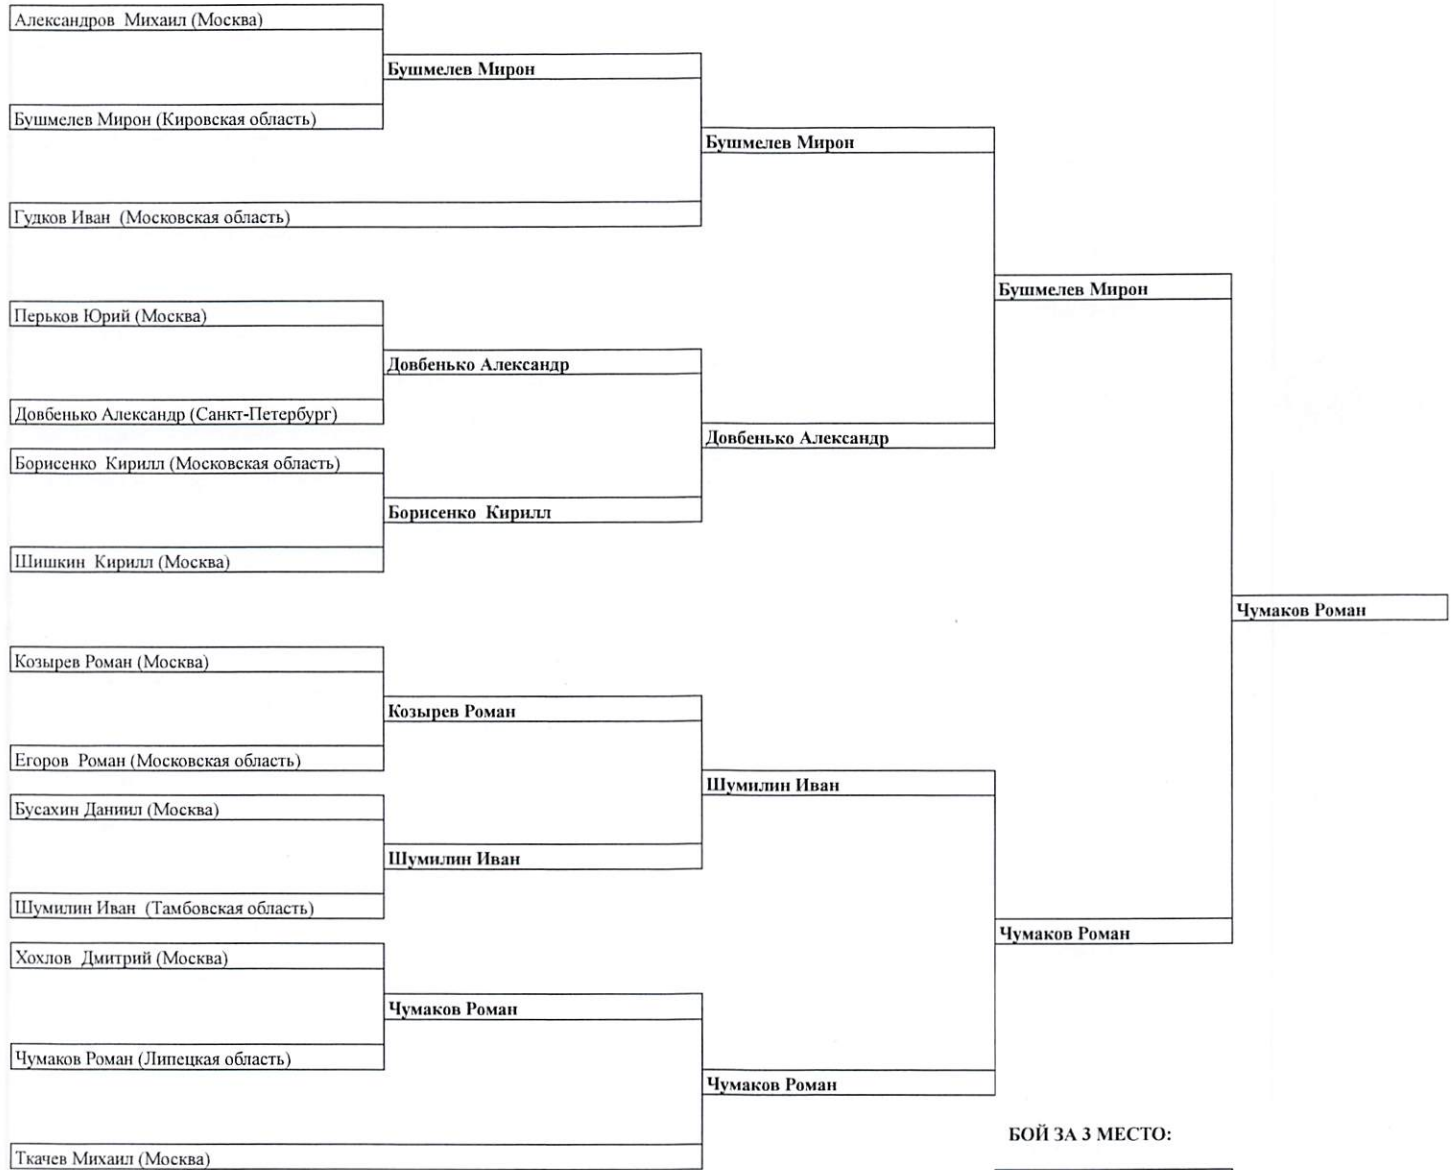 Александров Михаил (Москва)
Бушмелев Мирон
Бушмелев Мирон (Кировская область)
Бушмелев Мирон
Гудков Иван (Московская область)
Бушмелев Мирон
Перьков Юрий (Москва)
Довбенько Александр
Довбенько Александр (Санкт-Петербург)
Довбенько Александр
Борисенко Кирилл (Московская область)
Борисенко Кирилл
Шишкин Кирилл (Москва)
Чумаков Роман
Козырев Роман (Москва)
Козырев Роман
Егоров Роман (Московская область)
Шумилин Иван
Бусахин Даниил (Москва)
Шумилин Иван
Шумилин Иван (Тамбовская область)
Чумаков Роман
Хохлов Дмитрий (Москва)
Чумаков Роман
Чумаков Роман (Липецкая область)
Чумаков Роман
БОЙ ЗА 3 МЕСТО:
Ткачев Михаил (Москва)